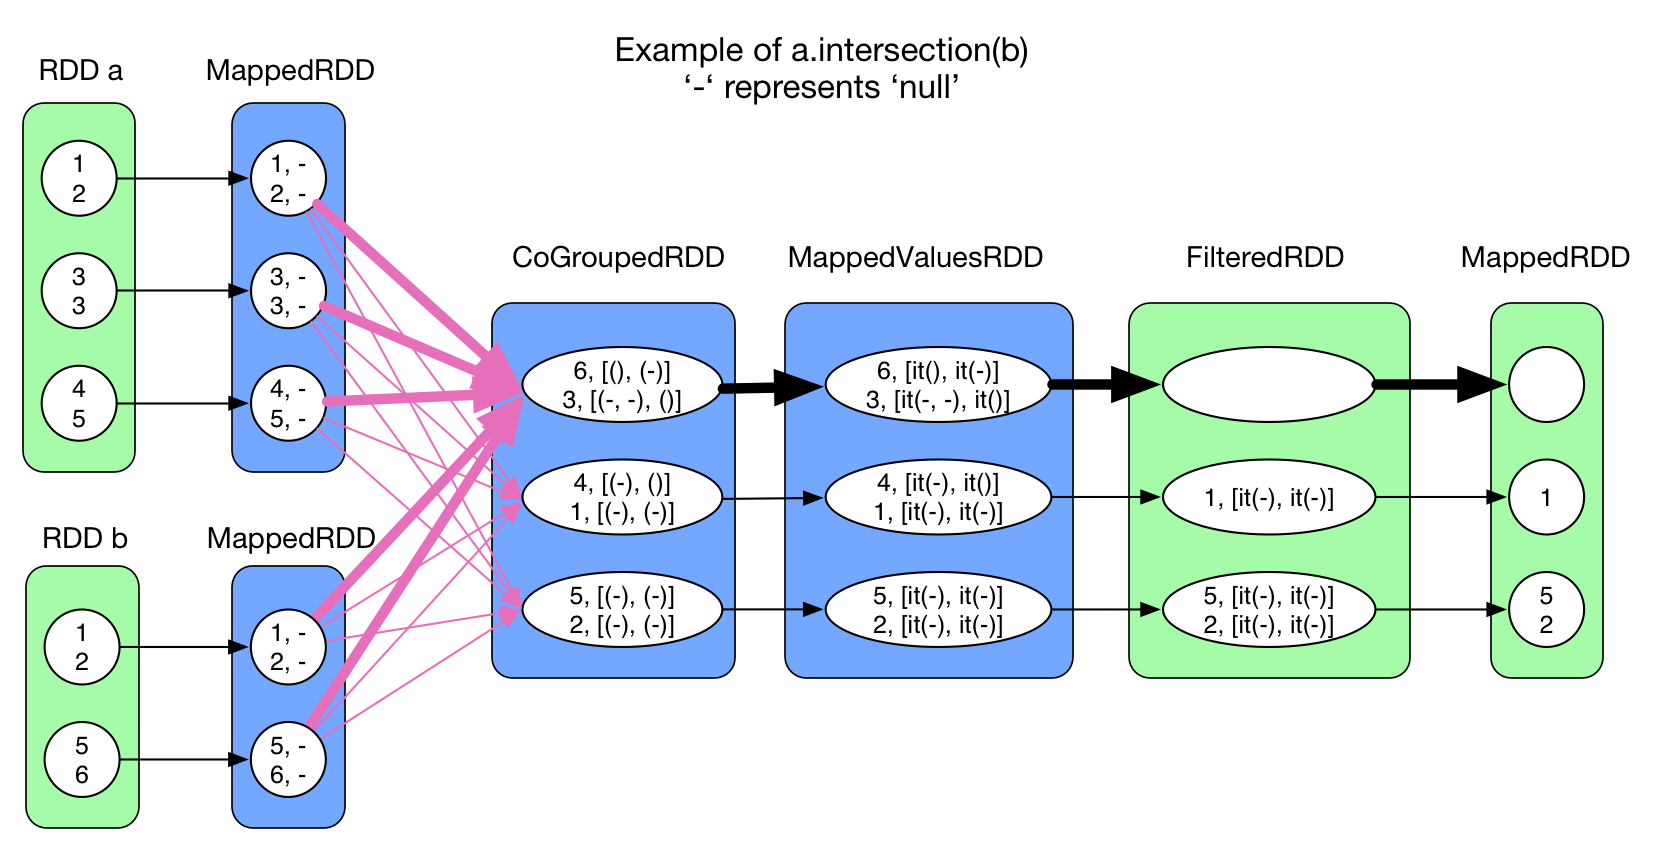 Example of a.intersection(b)
‘-‘ represents ‘null’
RDD a
MappedRDD
1
2
1, -
2, -
3
3
3, -
3, -
4
5
4, -
5, -
RDD b
MappedRDD
1
2
1, -
2, -
5
6
5, -
6, -
CoGroupedRDD
6, [(), (-)]
3, [(-, -), ()]
4, [(-), ()]
1, [(-), (-)]
5, [(-), (-)]
2, [(-), (-)]
MappedValuesRDD
6, [it(), it(-)]
3, [it(-, -), it()]
4, [it(-), it()]
1, [it(-), it(-)]
5, [it(-), it(-)]
2, [it(-), it(-)]
FilteredRDD
1, [it(-), it(-)]
5, [it(-), it(-)]
2, [it(-), it(-)]
MappedRDD
1
5
2